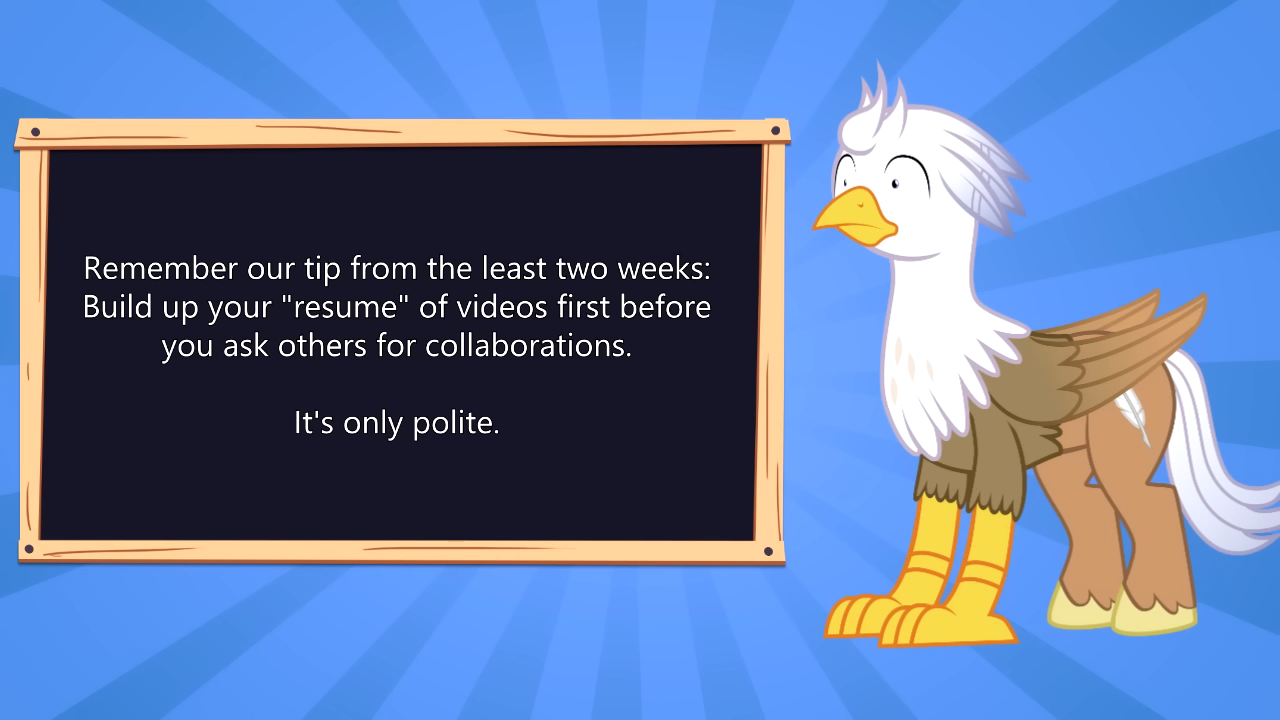 Remember our tip from the least two weeks:
Build up your "resume" of videos first before
you ask others for collaborations.
It's only polite.